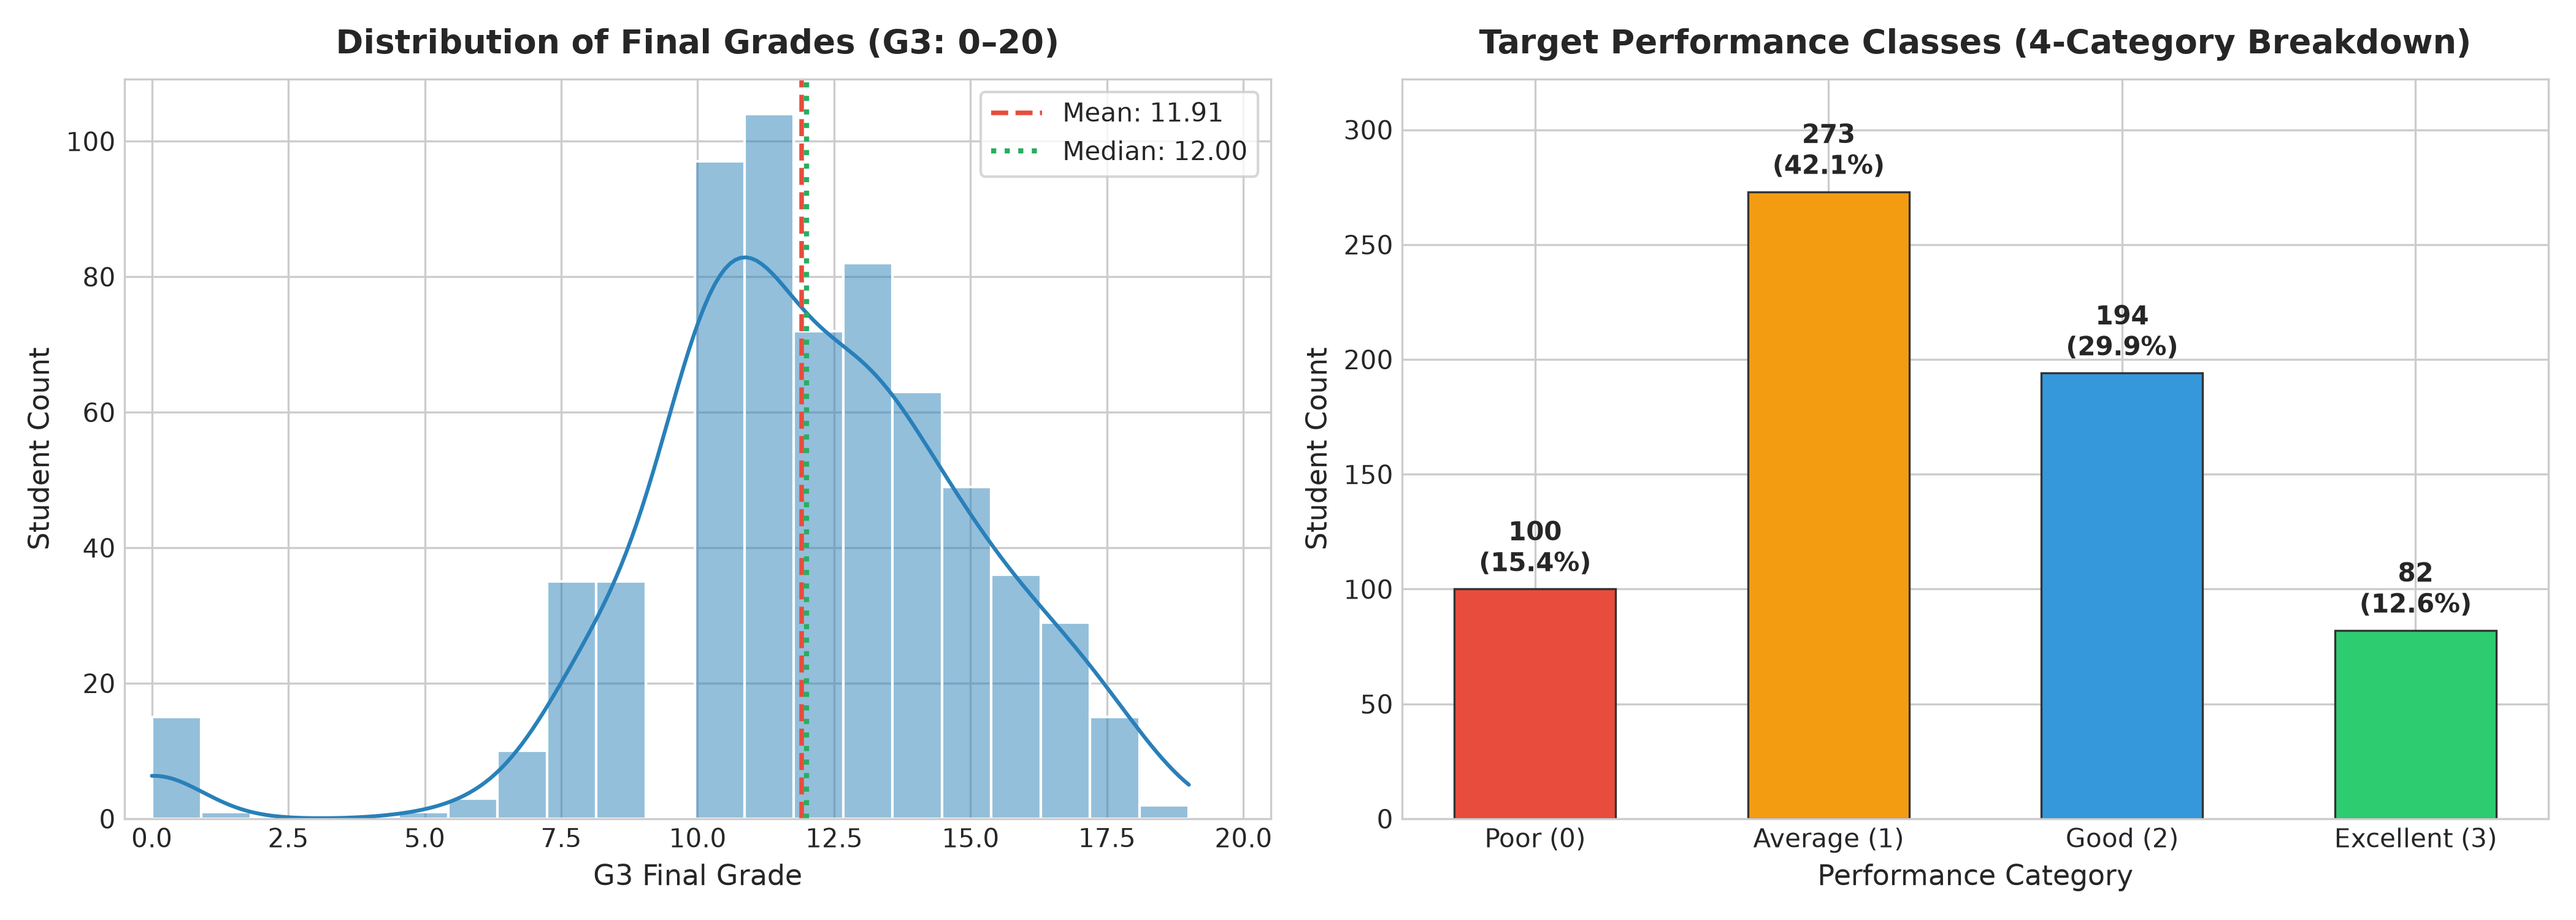 Distribution of Final Grades (G3: 0–20)
Mean: 11.91
Median: 12.00
Student Count
100
80
60
40
20
0
0.0 2.5 5.0 7.5 10.0 12.5 15.0 17.5 20.0
G3 Final Grade
Target Performance Classes (4-Category Breakdown)
Student Count
300
250
200
150
100
50
0
100
(15.4%)
273
(42.1%)
194
(29.9%)
82
(12.6%)
Poor (0) Average (1) Good (2) Excellent (3)
Performance Category